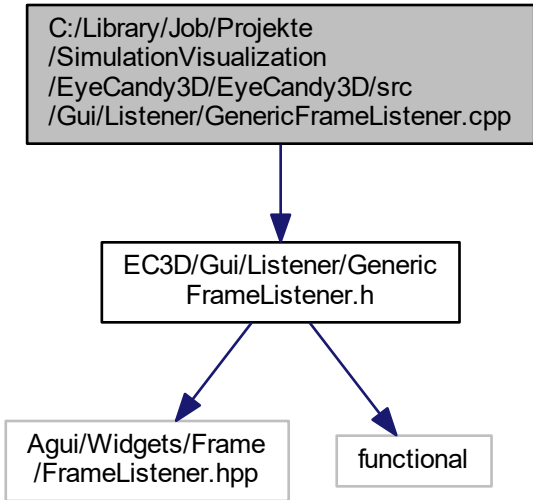 C:/Library/Job/Projekte
/SimulationVisualization
/EyeCandy3D/EyeCandy3D/src
/Gui/Listener/GenericFrameListener.cpp
EC3D/Gui/Listener/Generic
FrameListener.h
Agui/Widgets/Frame
/FrameListener.hpp
functional